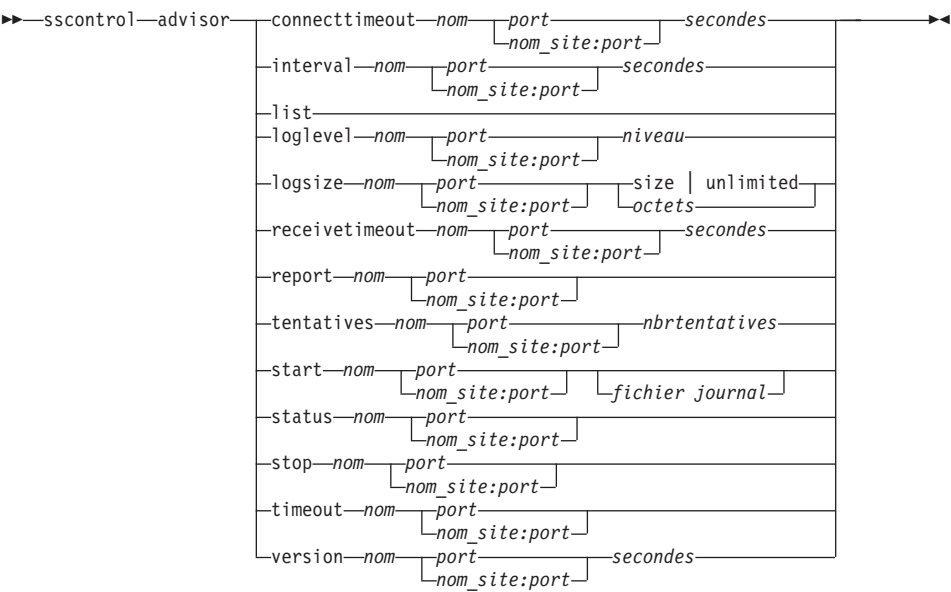 sscontrol advisor connecttimeout nom port secondes
nom_site:port
interval nom port secondes
nom_site:port
list
loglevel nom port niveau
nom_site:port
logsize nom port size | unlimited
nom_site:port octets
receivetimeout nom port secondes
nom_site:port
report nom port
nom_site:port
tentatives nom port nbrtentatives
nom_site:port
start nom port
nom_site:port fichier journal
status nom port
nom_site:port
stop nom port
nom_site:port
timeout nom port
nom_site:port
version nom port secondes
nom_site:port